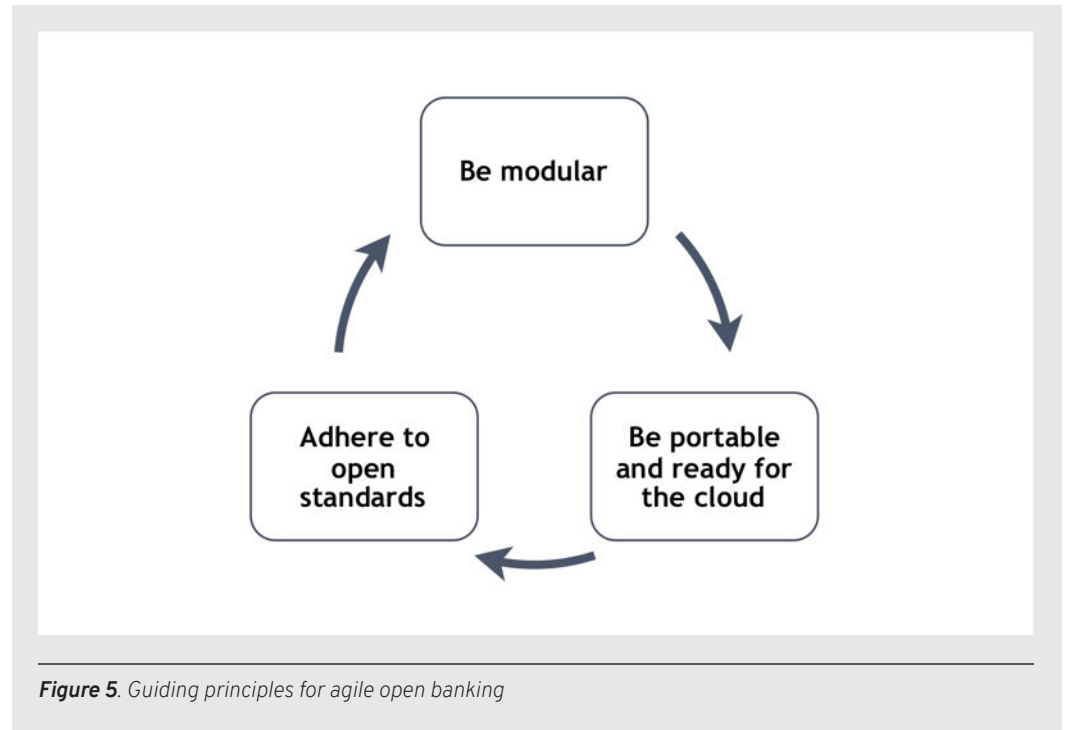 Be modular
Adhere to
open
standards
Be portable
and ready for
the cloud
Figure 5. Guiding principles for agile open banking